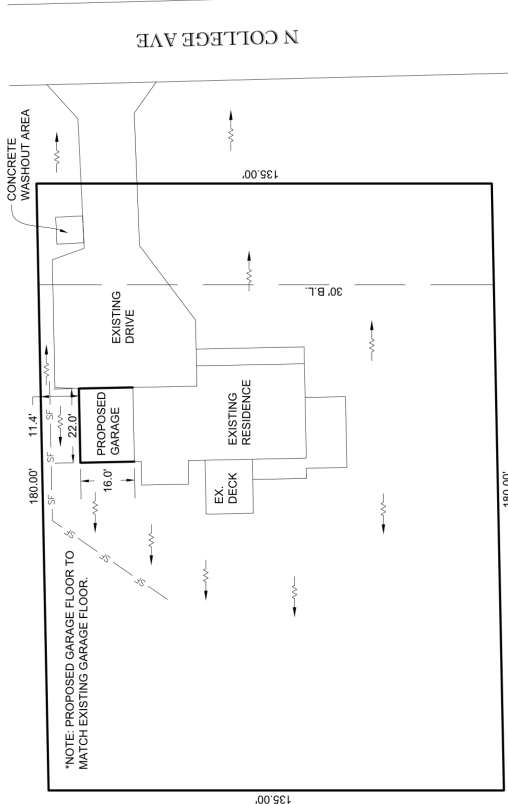 N COLLEGE AVE
CONCRETE
WASHOUT AREA
135.00'
30' B.L.
EXISTING
DRIVE
180.00'
11.4'
22.0'
SF
SF
SF
SF
SF
SF
PROPOSED
GARAGE
16.0'
EXISTING
RESIDENCE
EX.
DECK
*NOTE: PROPOSED GARAGE FLOOR TO
MATCH EXISTING GARAGE FLOOR.
180.00'
135.00'